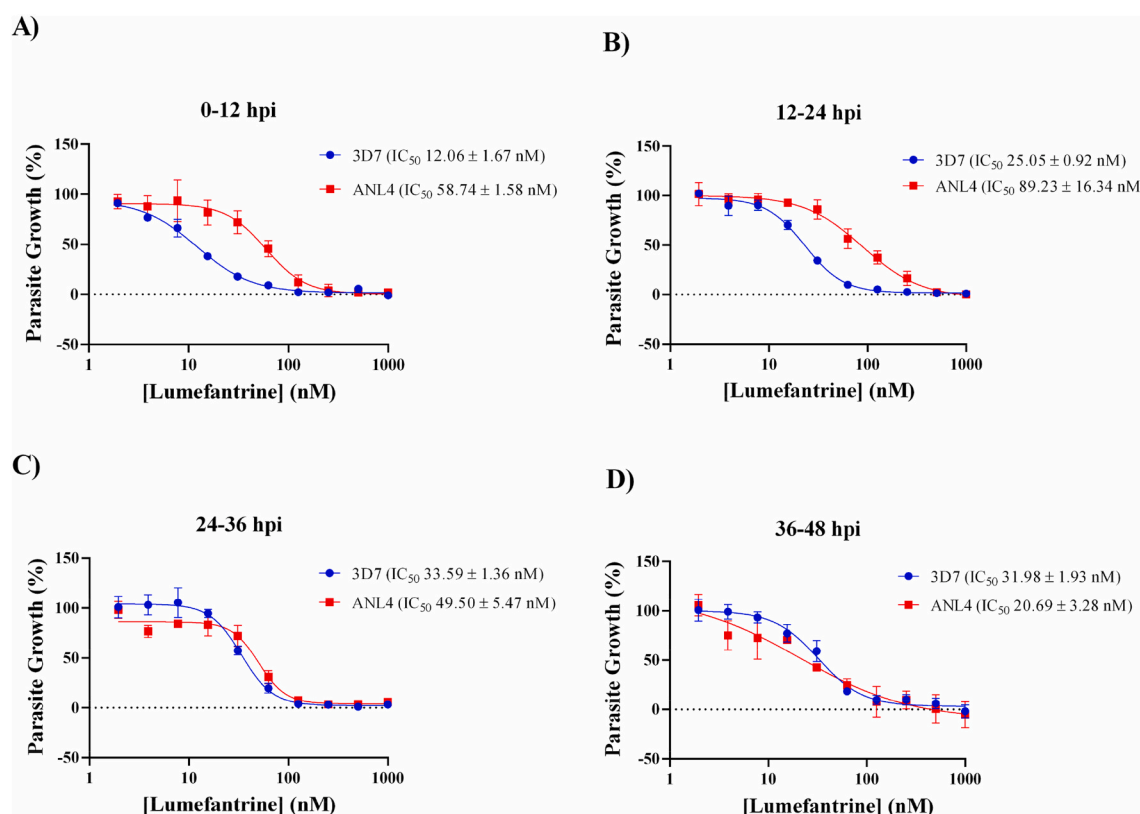 A)
0-12 hpi
150
100
50
0
-50
Parasite Growth (%)
3D7 (IC₅₀ 12.06 ± 1.67 nM)
ANL4 (IC₅₀ 58.74 ± 1.58 nM)
1 10 100 1000
[Lumefantrine] (nM)
B)
12-24 hpi
150
100
50
0
-50
Parasite Growth (%)
3D7 (IC₅₀ 25.05 ± 0.92 nM)
ANL4 (IC₅₀ 89.23 ± 16.34 nM
1 10 100 1000
[Lumefantrine] (nM)
C)
24-36 hpi
150
100
50
0
-50
Parasite Growth (%)
3D7 (IC₅₀ 33.59 ± 1.36 nM)
ANL4 (IC₅₀ 49.50 ± 5.47 nM)
1 10 100 1000
[Lumefantrine] (nM)
D)
36-48 hpi
150
100
50
0
-50
Parasite Growth (%)
3D7 (IC₅₀ 31.98 ± 1.93 nM)
ANL4 (IC₅₀ 20.69 ± 3.28 nM)
1 10 100 1000
[Lumefantrine] (nM)